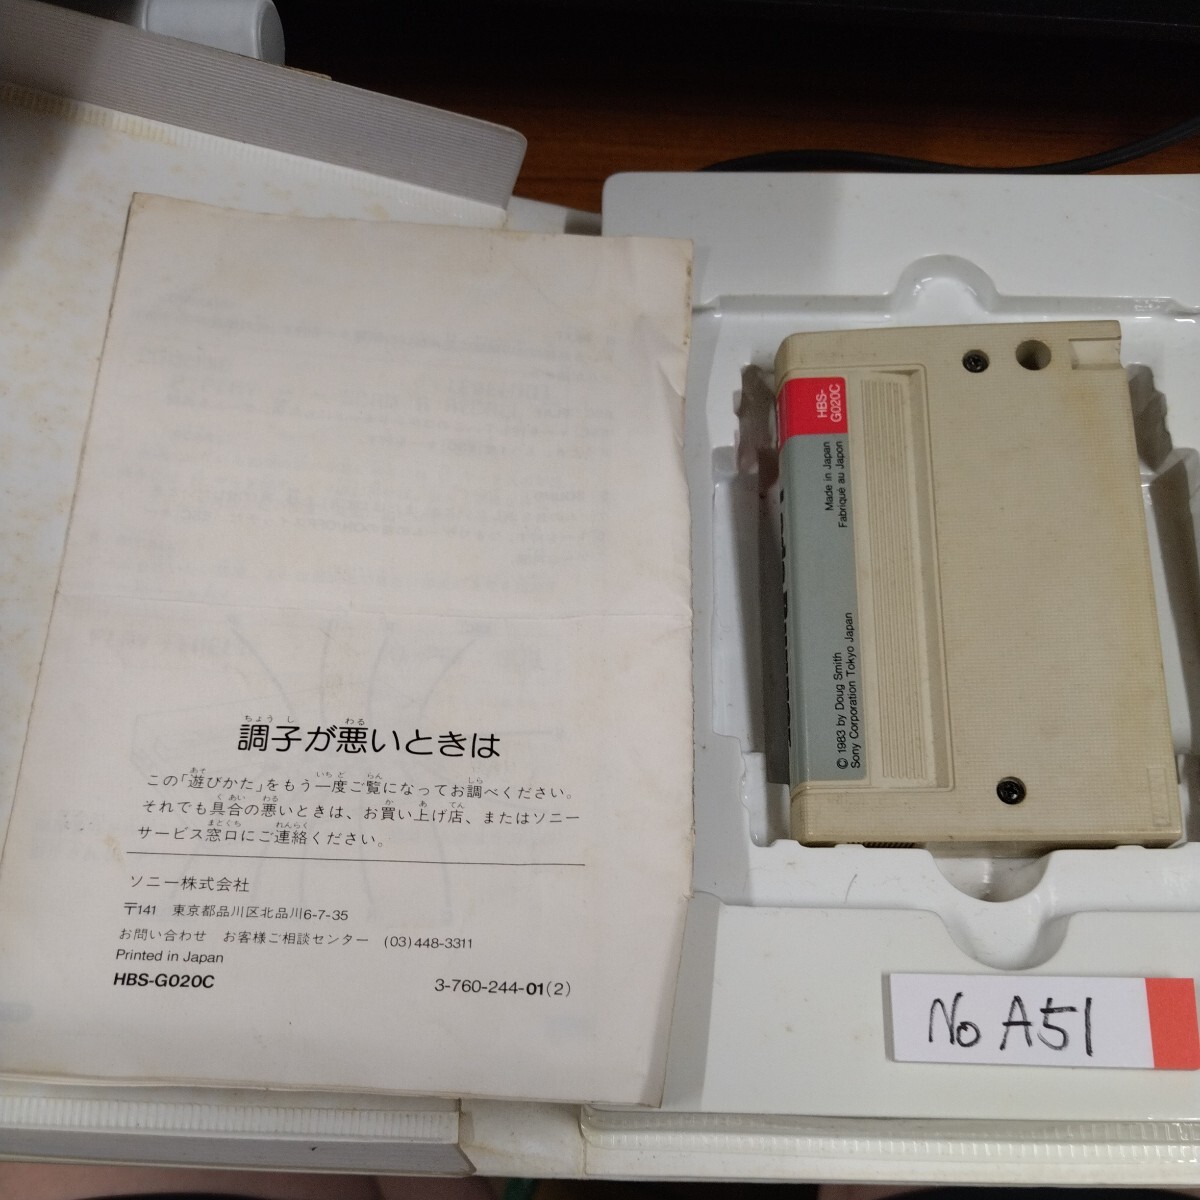 調子が悪いときは
この「遊びかた」をもう一度ご覧になってお調べください。
それでも具合の悪いときは、お買い上げ店、またはソニー
サービス窓口にご連絡ください。
ソニー株式会社
〒141 東京都品川区北品川6-7-35
お問い合わせ お客様ご相談センター (03)448-3311
Printed in Japan
HBS-G020C 3-760-244-01(2)
HBS-
G020C
Made in Japan
Fabriqué au Japon
© 1983 by Doug Smith
Sony Corporation Tokyo Japan
No A51